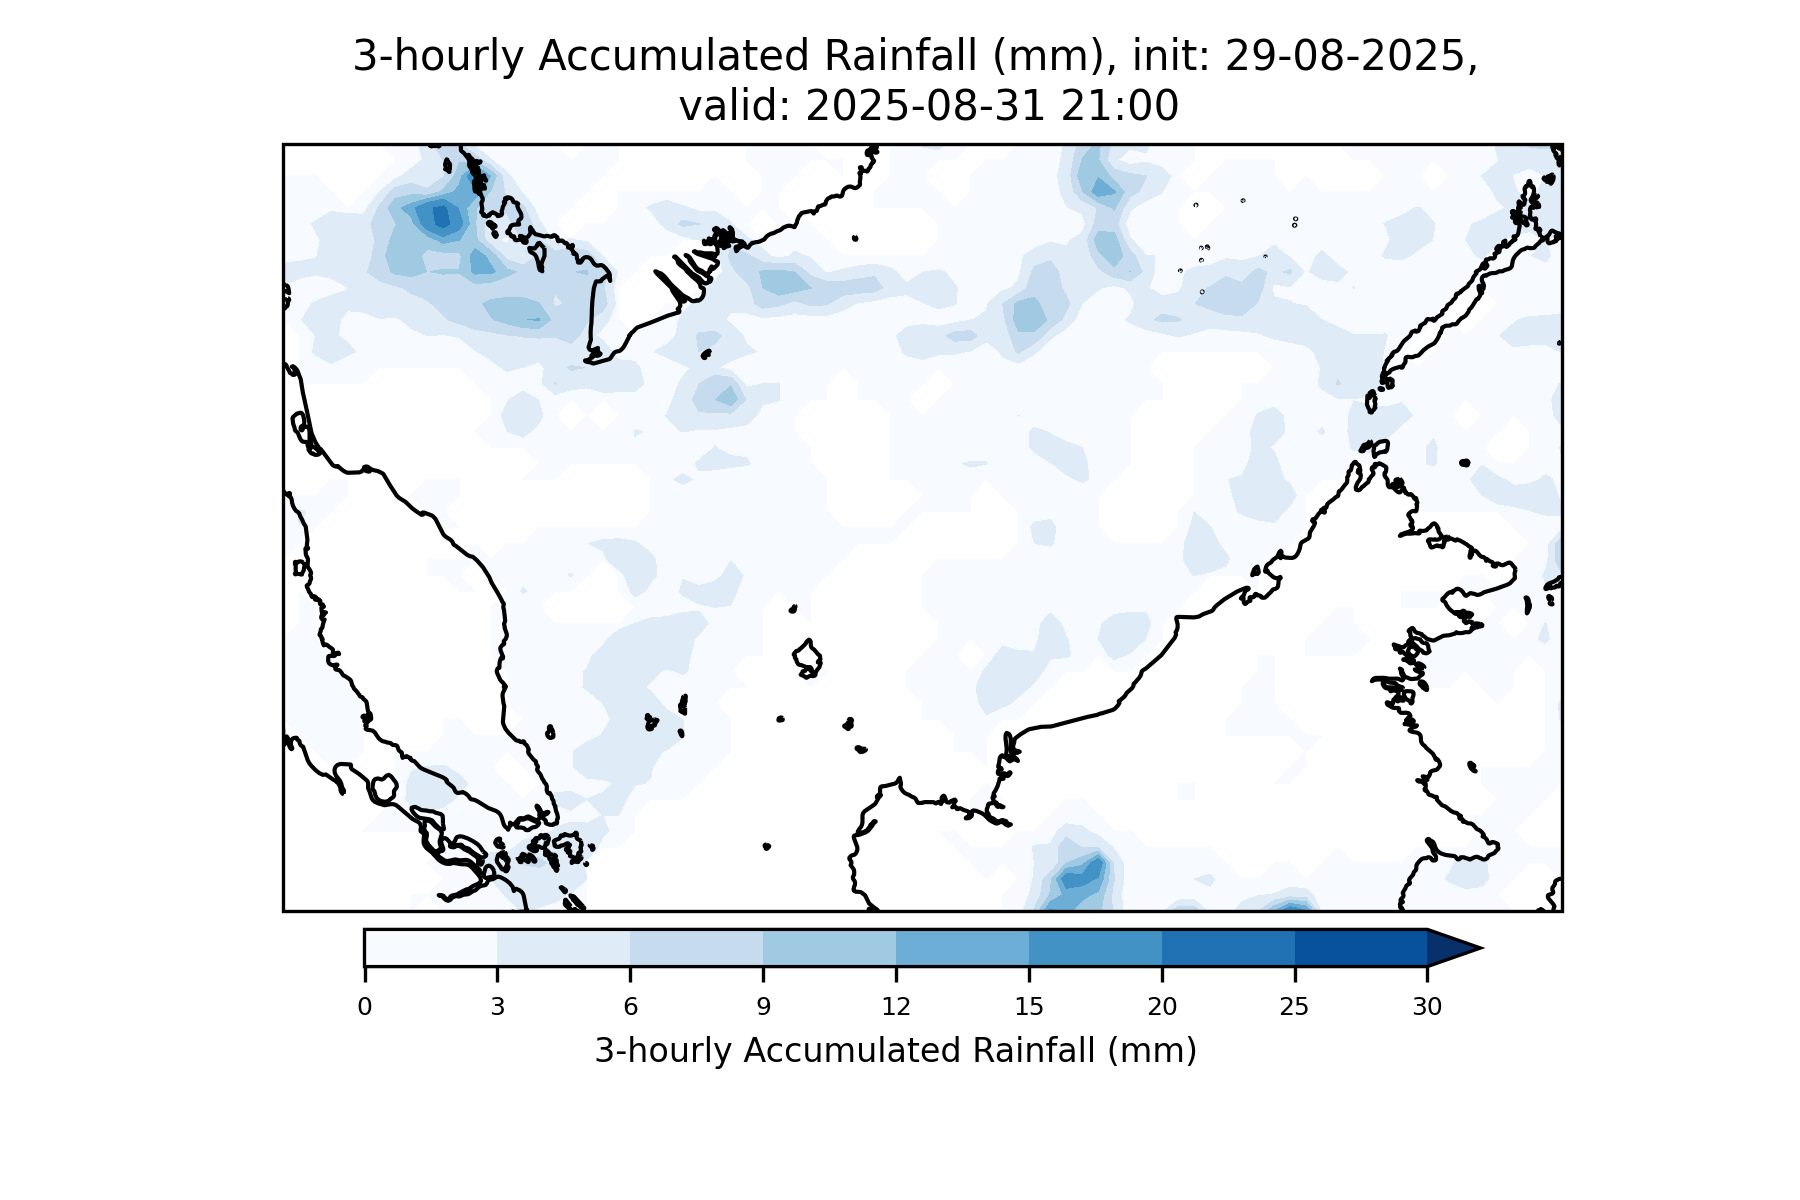 3-hourly Accumulated Rainfall (mm), init: 29-08-2025,
valid: 2025-08-31 21:00
0 3 6 9 12 15 20 25 30
3-hourly Accumulated Rainfall (mm)